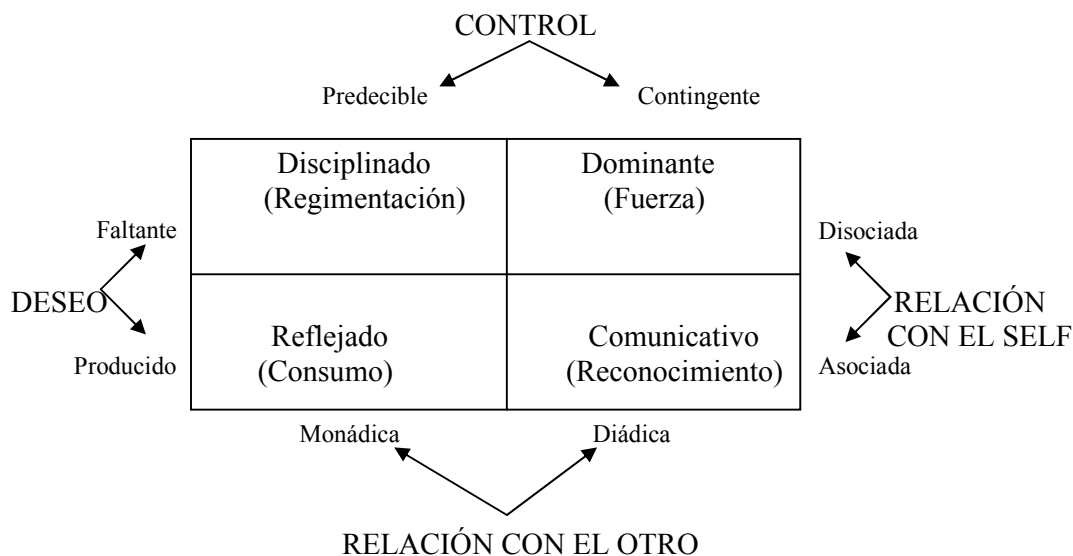 CONTROL
Predecible
Contingente
Disciplinado
(Regimentación)
Dominante
(Fuerza)
Faltante
Disociada
DESEO
RELACIÓN
CON EL SELF
Reflejado
(Consumo)
Comunicativo
(Reconocimiento)
Producido
Asociada
Monádica
Diádica
RELACIÓN CON EL OTRO